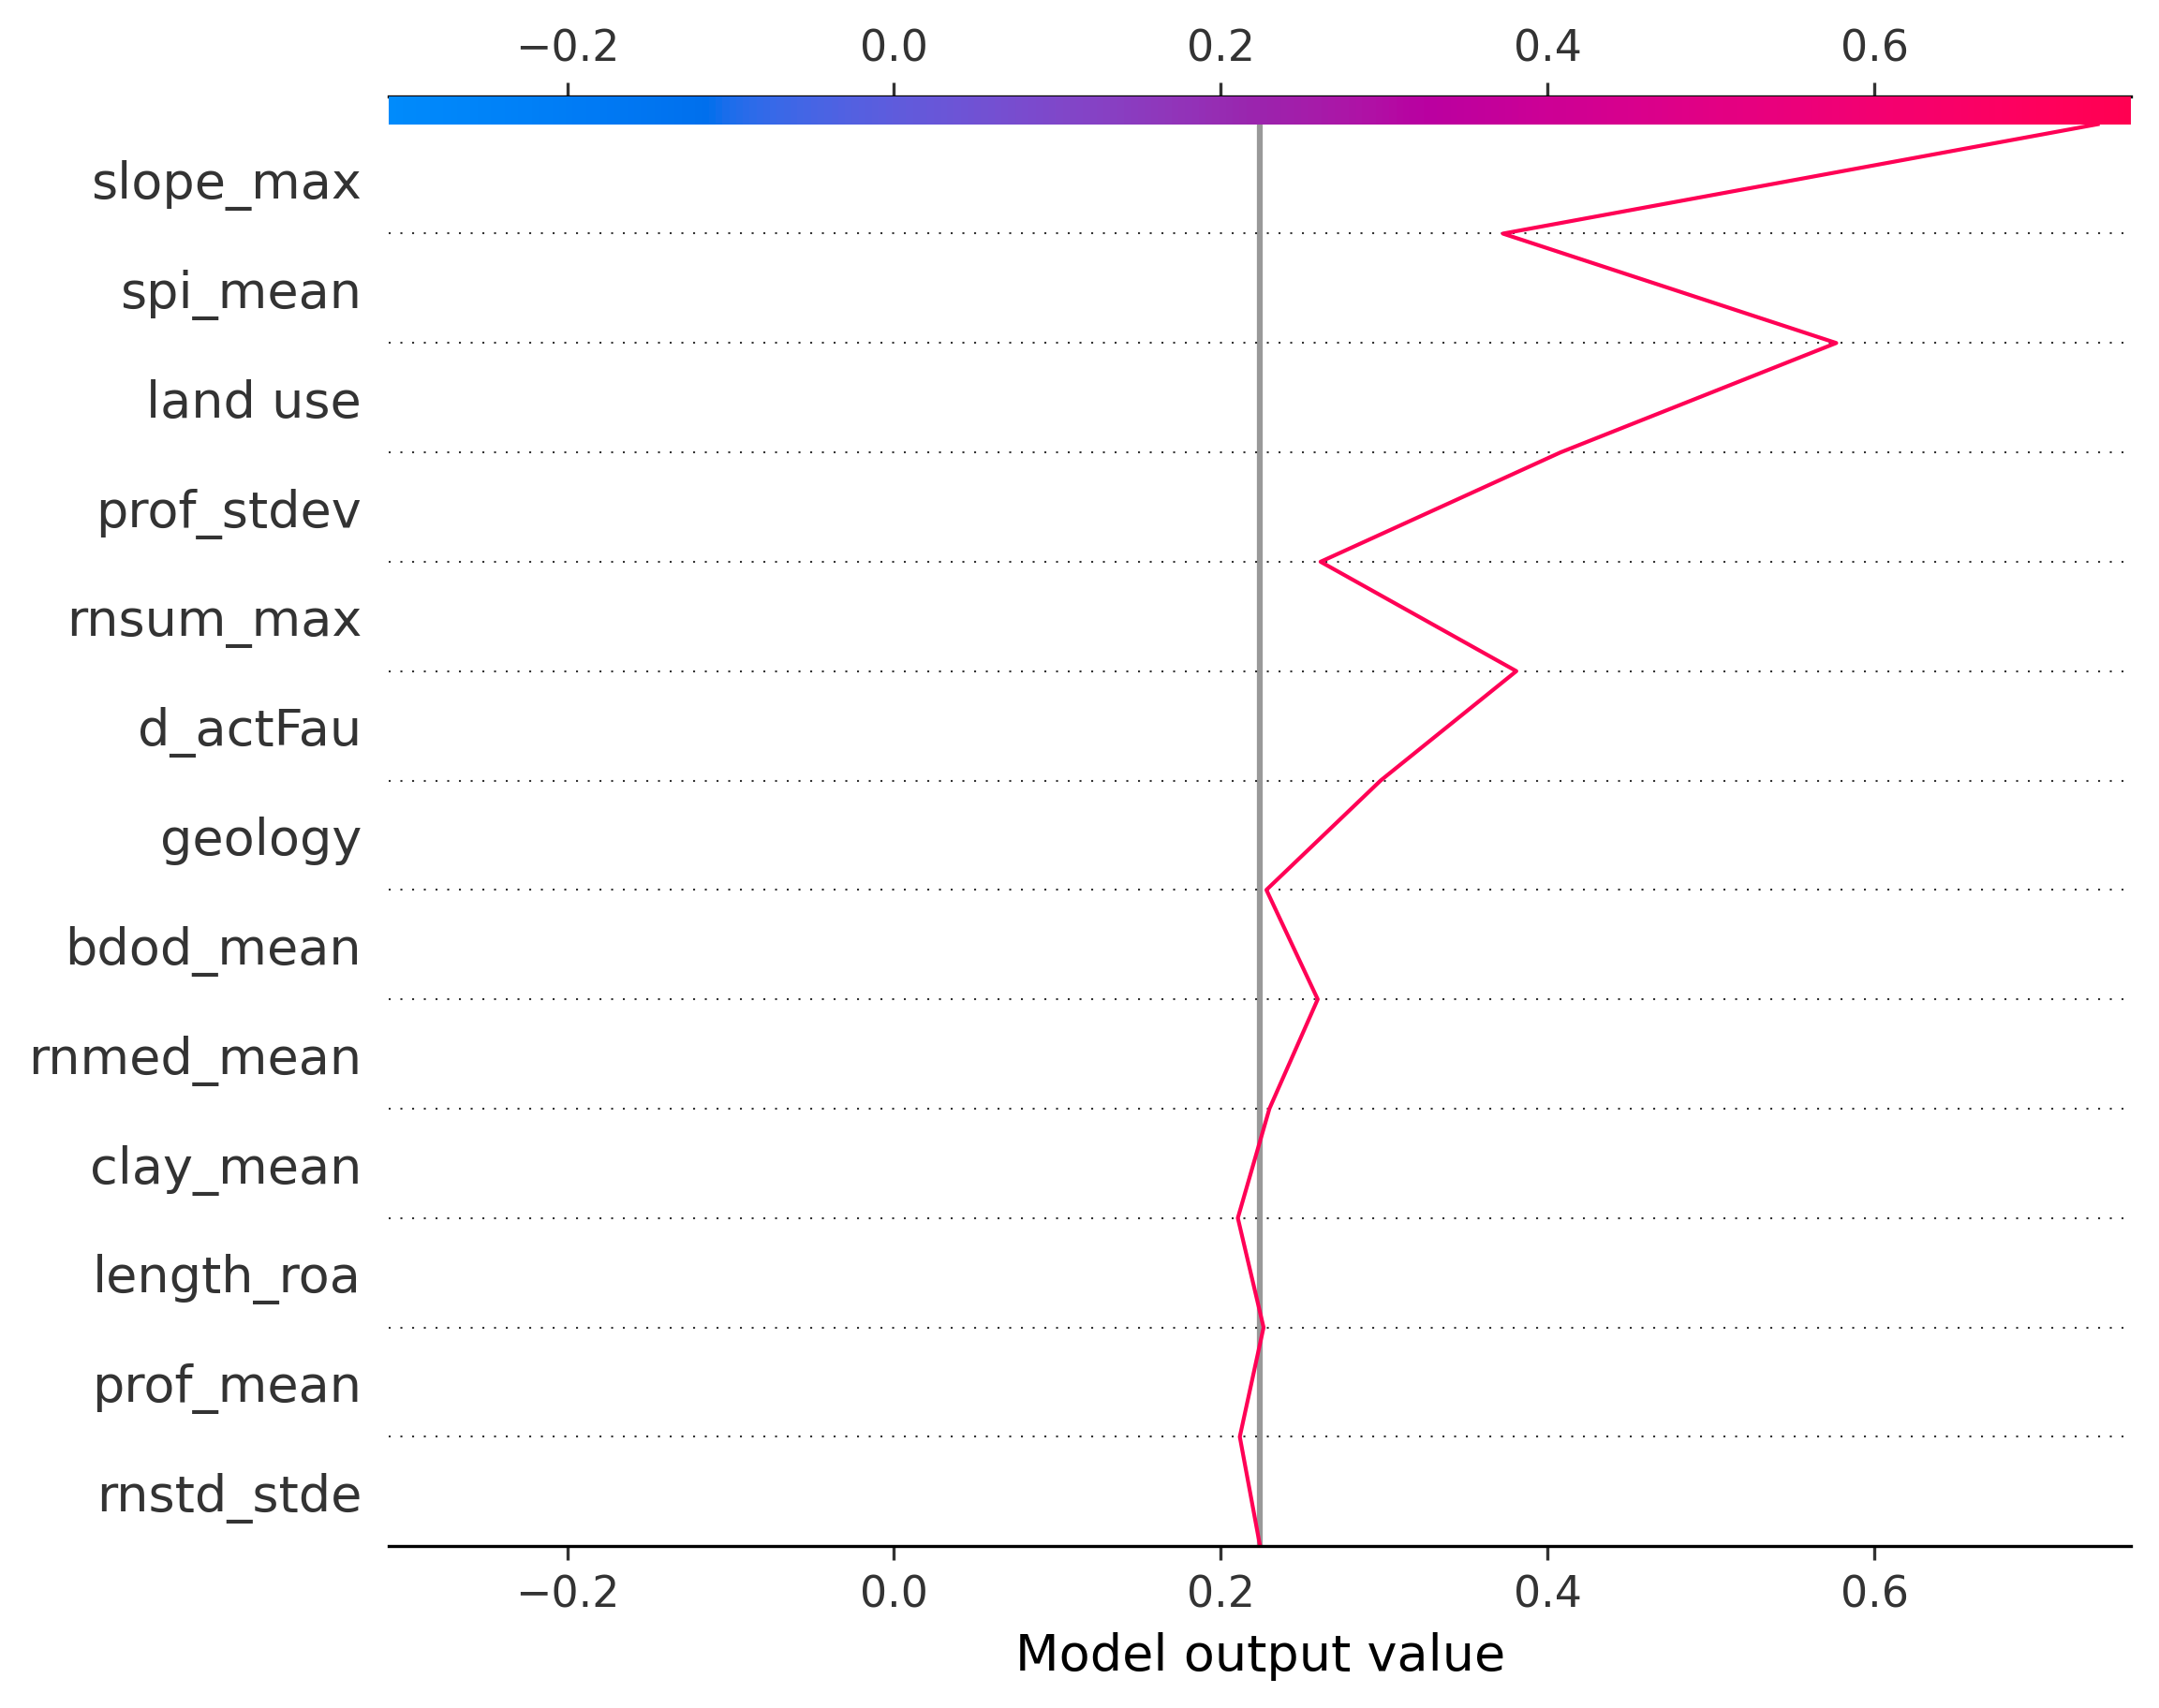 −0.2 0.0 0.2 0.4 0.6
slope_max
spi_mean
land use
prof_stdev
rnsum_max
d_actFau
geology
bdod_mean
rnmed_mean
clay_mean
length_roa
prof_mean
rnstd_stde
−0.2 0.0 0.2 0.4 0.6
Model output value